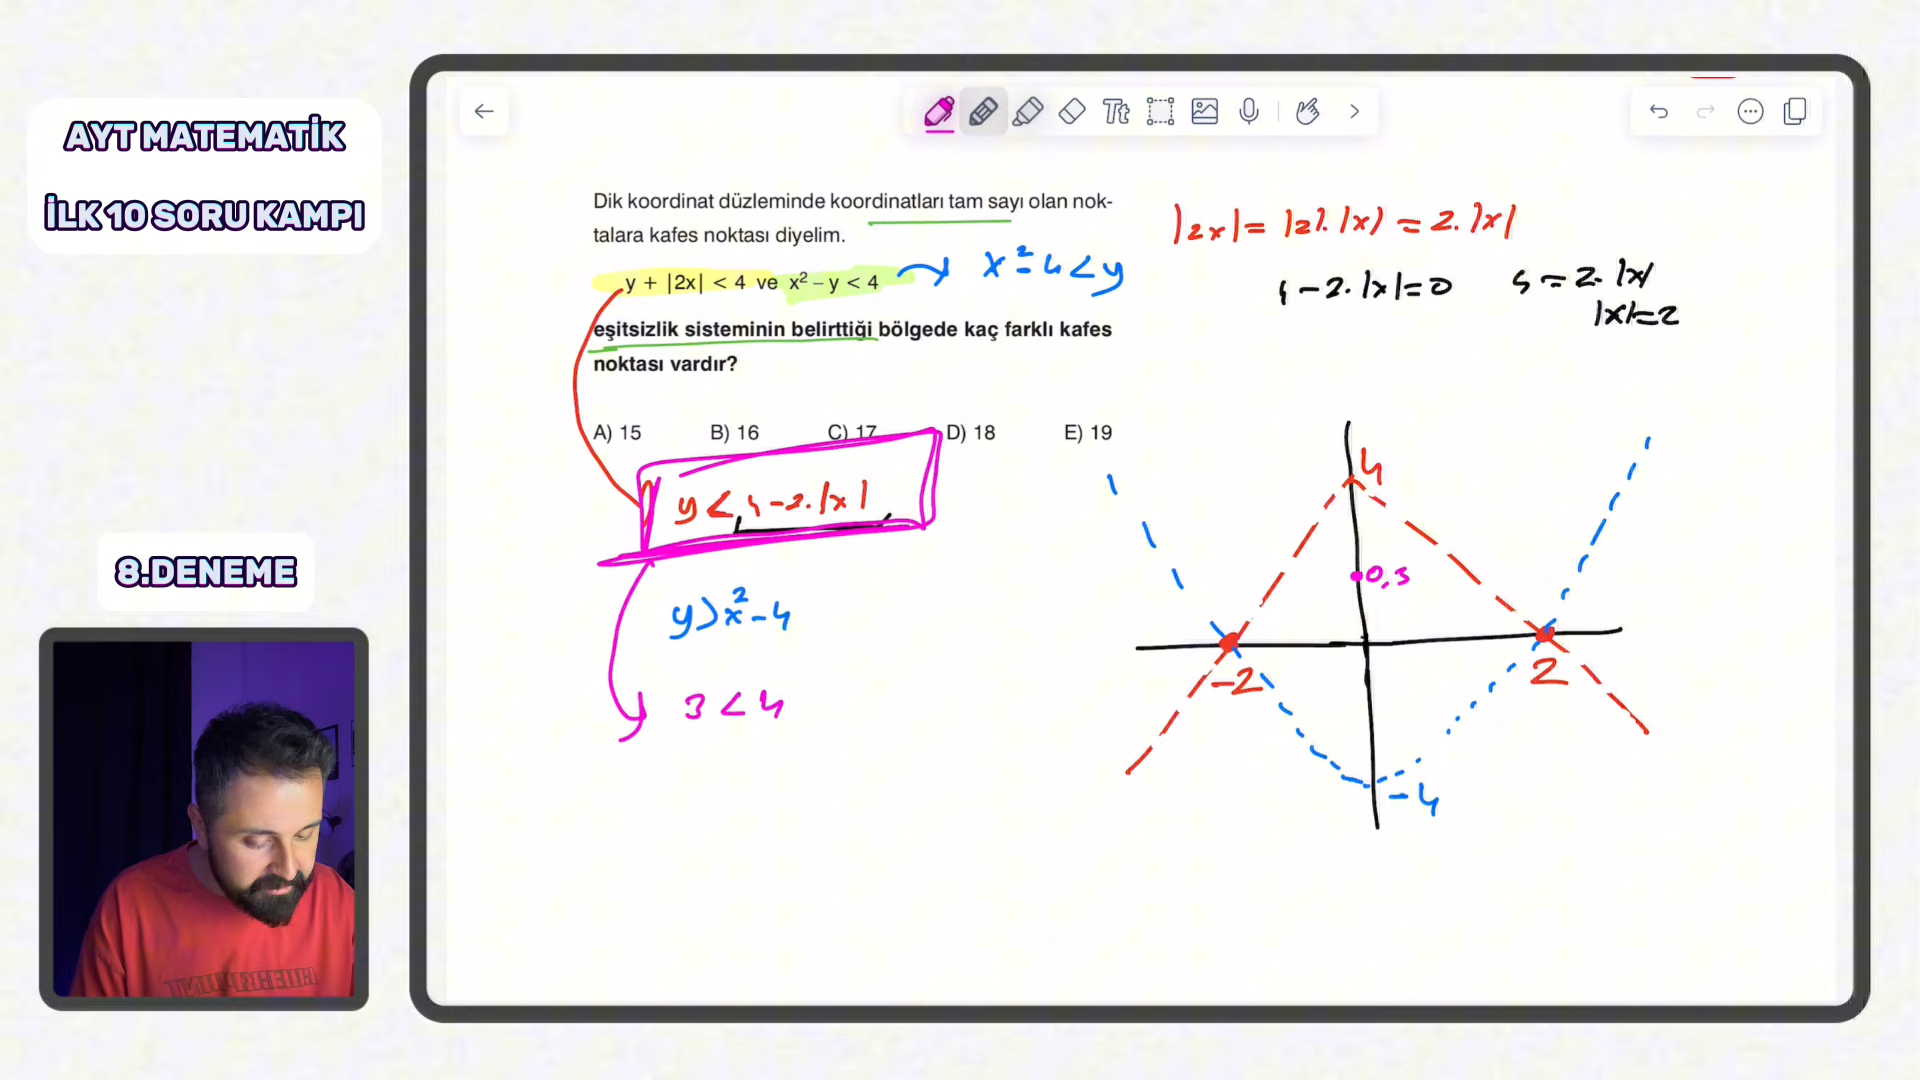 AYT MATEMATİK
İLK 10 SORU KAMPI
8.DENEME
Tt
Dik koordinat düzleminde koordinatları tam sayı olan nok-
talara kafes noktası diyelim.
y + |2x| < 4 ve x² – y < 4
x² - 4 < y
eşitsizlik sisteminin belirttiği bölgede kaç farklı kafes
noktası vardır?
A) 15 B) 16 C) 17 D) 18 E) 19
y < 4 - 2.|x|
y > x² - 4
3 < 4
|2x| = |2|.|x| = 2.|x|
4 - 2.|x| = 0
4 = 2.|x|
|x| = 2
4
0,3
-2
2
-4